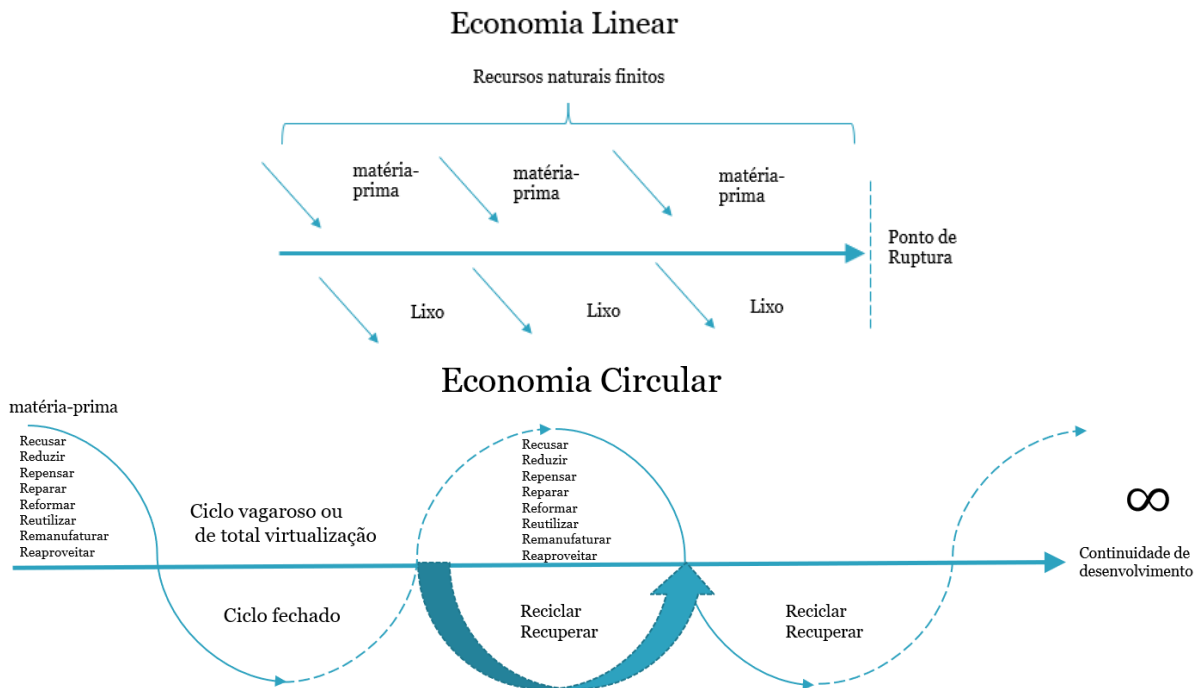 Economia Linear
Recursos naturais finitos
matéria-
prima
matéria-
prima
matéria-
prima
Ponto de
Ruptura
Lixo
Lixo
Lixo
Economia Circular
matéria-prima
Recusar
Reduzir
Repensar
Reparar
Reformar
Reutilizar
Remanufaturar
Reaproveitar
Ciclo vagaroso ou
de total virtualização
Recusar
Reduzir
Repensar
Reparar
Reformar
Reutilizar
Remanufaturar
Reaproveitar
∞
Continuidade de
desenvolvimento
Ciclo fechado
Reciclar
Recuperar
Reciclar
Recuperar